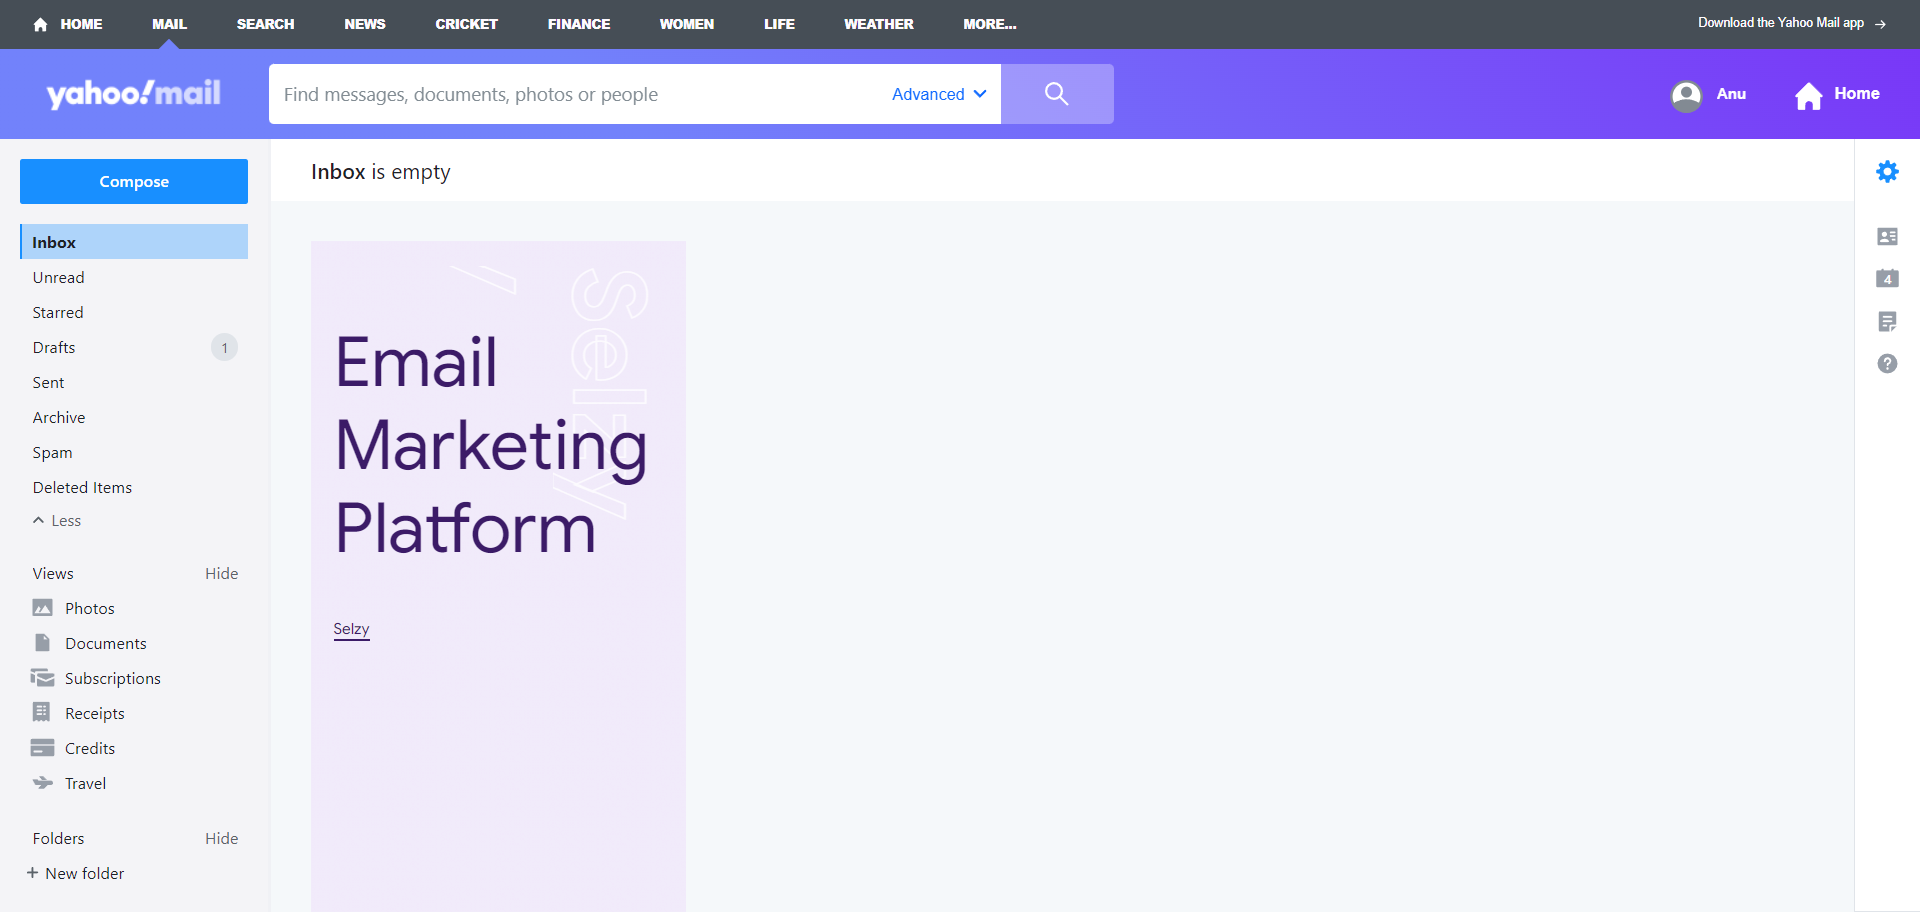 HOME MAIL SEARCH NEWS CRICKET FINANCE WOMEN LIFE WEATHER MORE... Download the Yahoo Mail app →
yahoo!mail
Find messages, documents, photos or people Advanced
Anu Home
Compose
Inbox is empty
Inbox
Unread
Starred
Drafts 1
Sent
Archive
Spam
Deleted Items
Less
Views Hide
Photos
Documents
Subscriptions
Receipts
Credits
Travel
Folders Hide
+ New folder
Selzy
Email
Marketing
Platform
Selzy
4
?